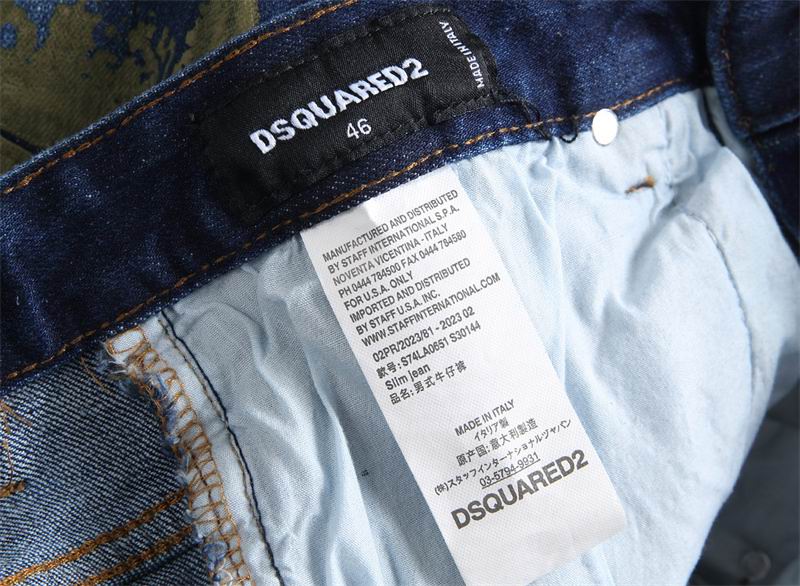 DSQUARED2
46
MADE IN ITALY
MANUFACTURED AND DISTRIBUTED
BY STAFF INTERNATIONAL S.P.A.
NOVENTA VICENTINA - ITALY
PH 0444 784500 FAX 0444 784580
FOR U.S.A. ONLY
IMPORTED AND DISTRIBUTED
BY STAFF U.S.A. INC.
WWW.STAFFINTERNATIONAL.COM
02PR/2023/81 - 2023 02
款号: S74LA0651 S30144
Slim jean
品名: 男式牛仔裤
MADE IN ITALY
イタリア製
原产国: 意大利製造
(株)スタッフインターナショナルジャパン
03-5794-9931
DSQUARED2